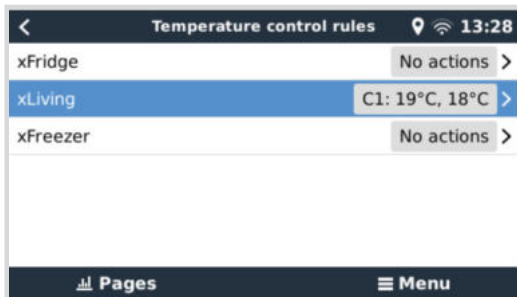 Temperature control rules 13:28
xFridge No actions
xLiving C1: 19°C, 18°C
xFreezer No actions
Pages Menu